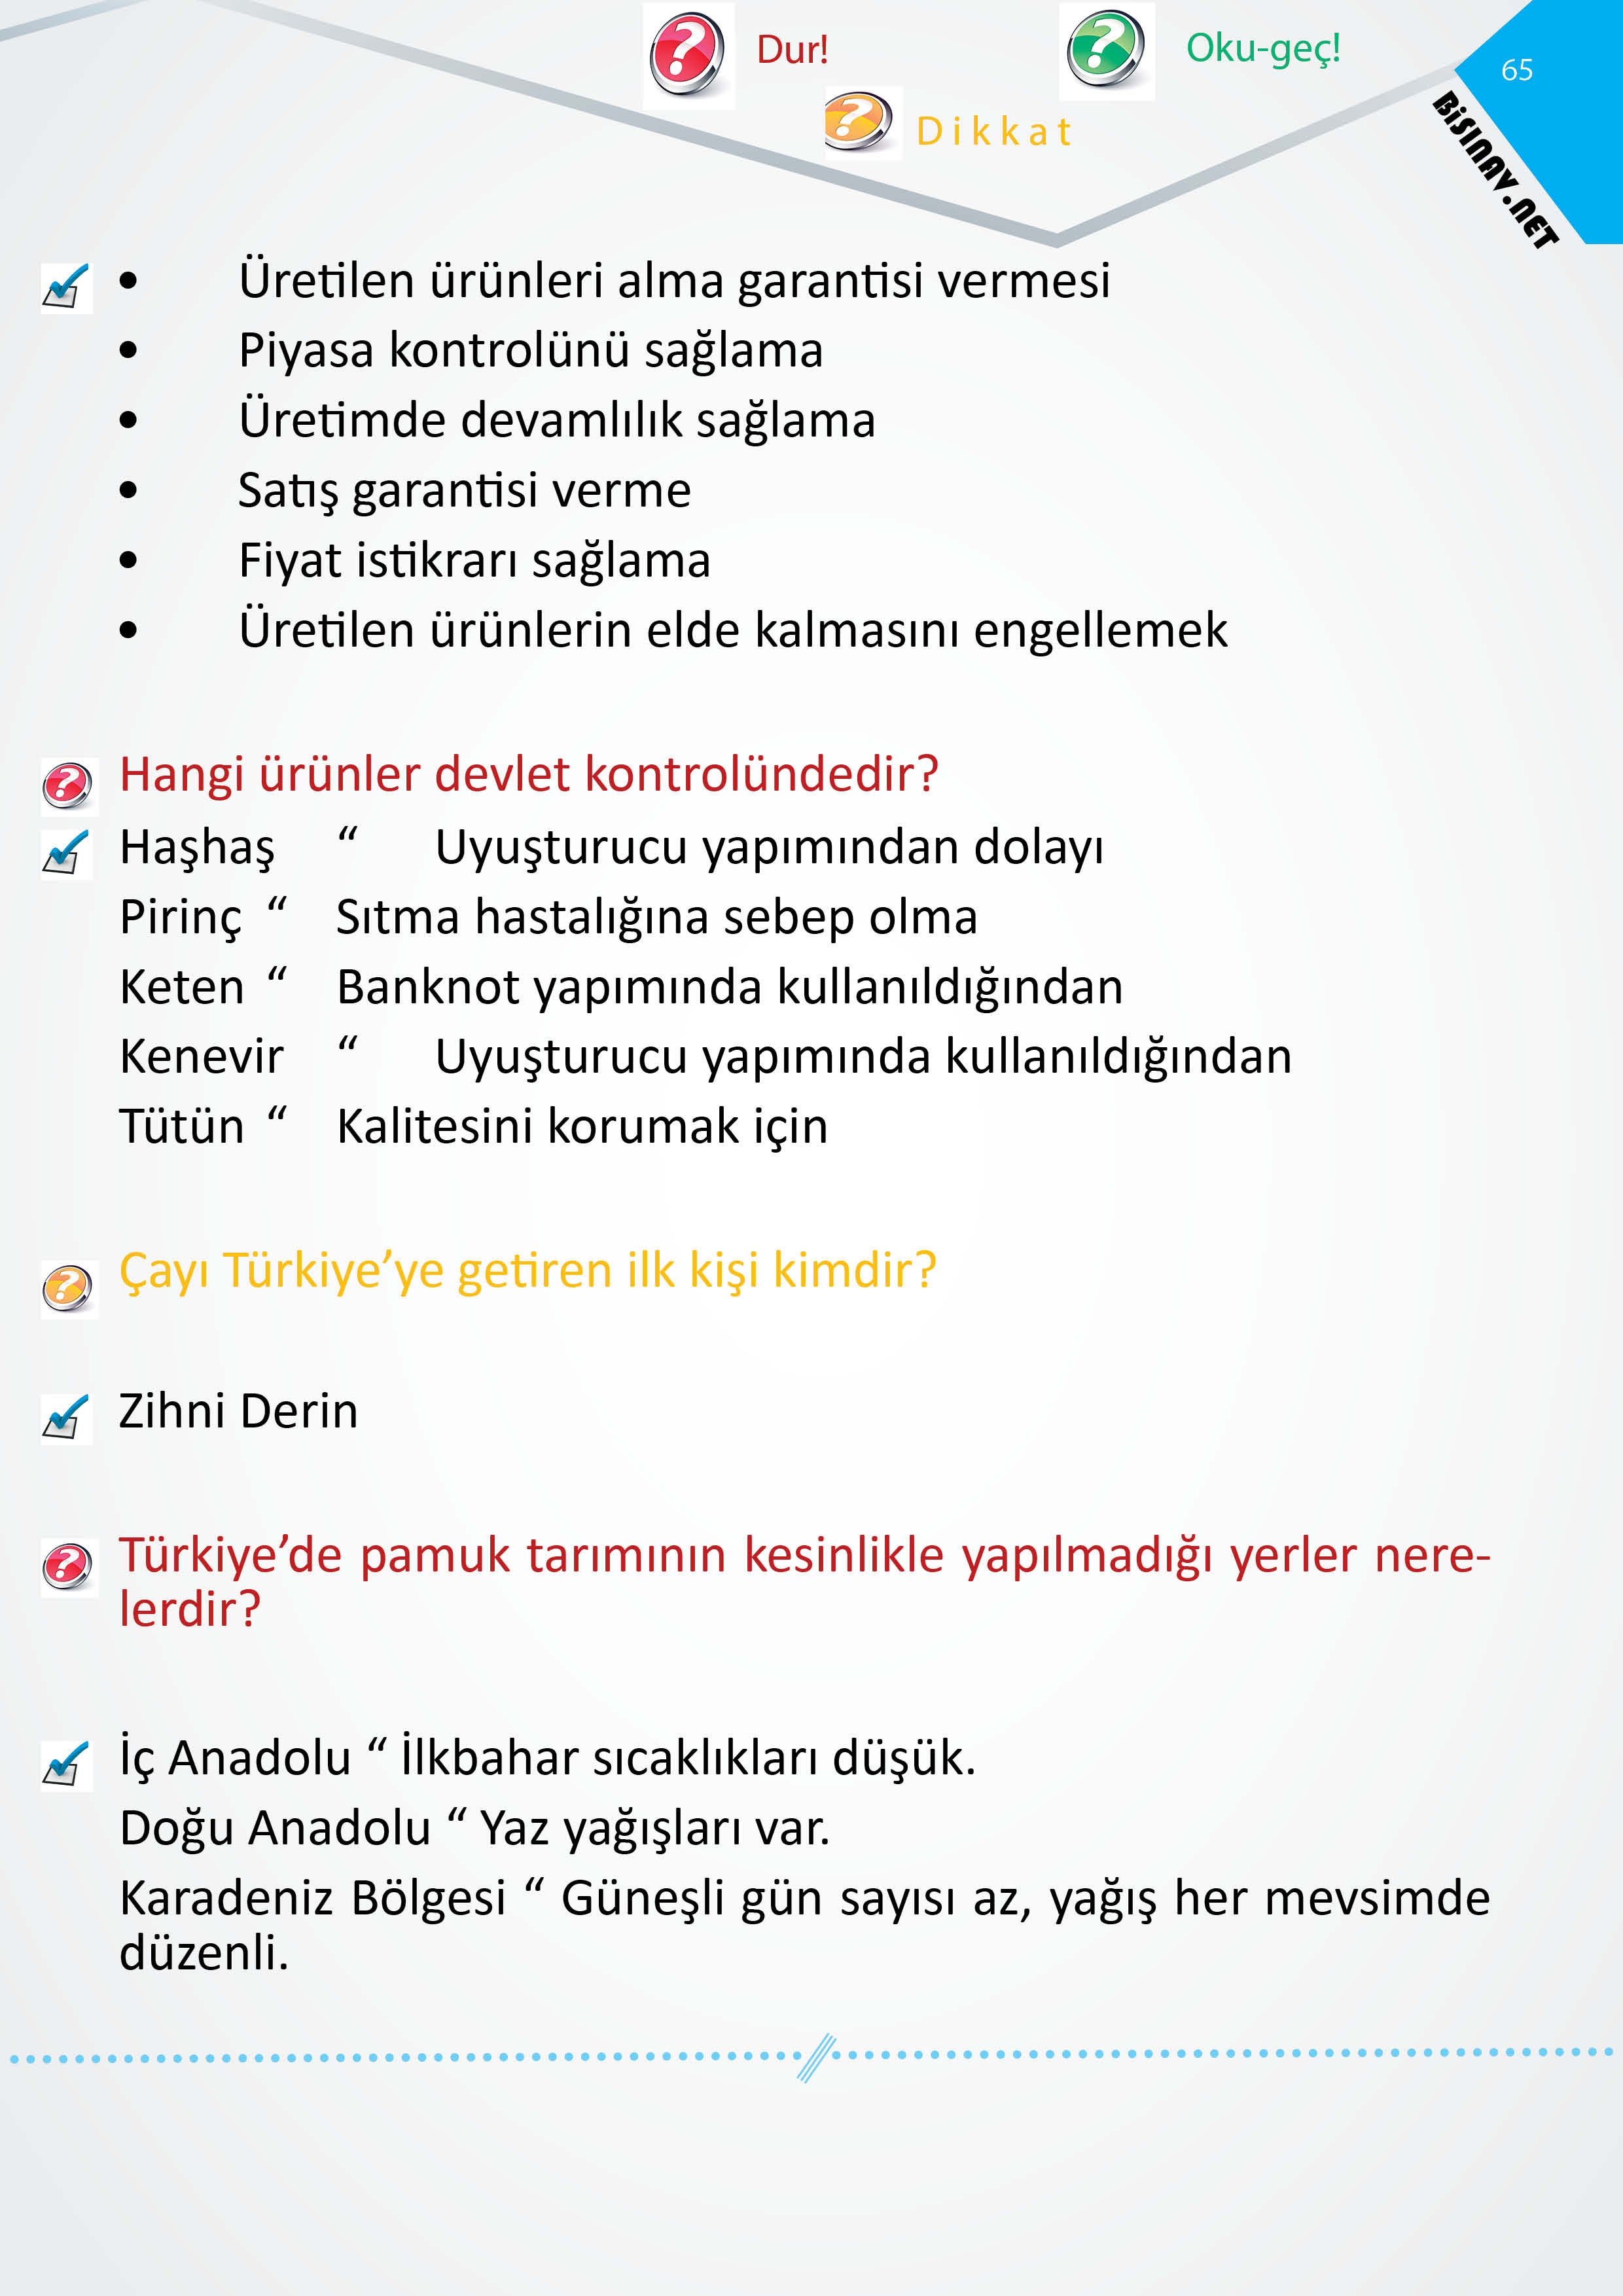 Dur!
Oku-geç!
65
Dikkat
BiSINAV.NET
• Üretilen ürünleri alma garantisi vermesi
• Piyasa kontrolünü sağlama
• Üretimde devamlılık sağlama
• Satış garantisi verme
• Fiyat istikrarı sağlama
• Üretilen ürünlerin elde kalmasını engellemek
Hangi ürünler devlet kontrolündedir?
Haşhaş “ Uyuşturucu yapımından dolayı
Pirinç “ Sıtma hastalığına sebep olma
Keten “ Banknot yapımında kullanıldığından
Kenevir “ Uyuşturucu yapımında kullanıldığından
Tütün “ Kalitesini korumak için
Çayı Türkiye’ye getiren ilk kişi kimdir?
Zihni Derin
Türkiye’de pamuk tarımının kesinlikle yapılmadığı yerler nere-
lerdir?
İç Anadolu “ İlkbahar sıcaklıkları düşük.
Doğu Anadolu “ Yaz yağışları var.
Karadeniz Bölgesi “ Güneşli gün sayısı az, yağış her mevsimde
düzenli.